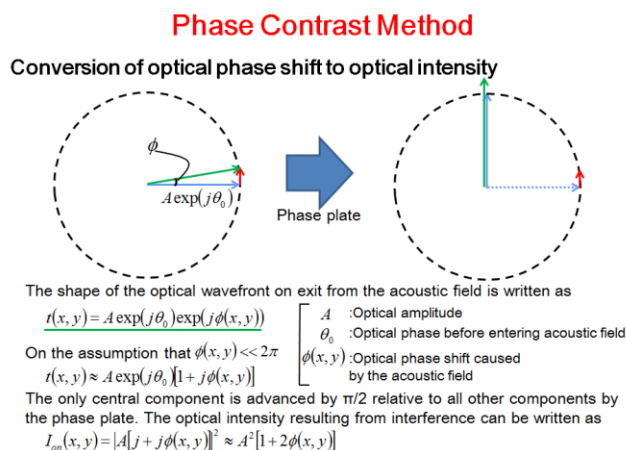 Phase Contrast Method
Conversion of optical phase shift to optical intensity
ϕ
A exp(jθ₀)
Phase plate
The shape of the optical wavefront on exit from the acoustic field is written as
t(x, y) = A exp(jθ₀)exp(jϕ(x, y))
A :Optical amplitude
θ₀ :Optical phase before entering acoustic field
ϕ(x, y) :Optical phase shift caused
by the acoustic field
On the assumption that ϕ(x, y) << 2π
t(x, y) ≈ A exp(jθ₀)[1 + jϕ(x, y)]
The only central component is advanced by π/2 relative to all other components by
the phase plate. The optical intensity resulting from interference can be written as
I_on(x, y) = |A[j + jϕ(x, y)]|² ≈ A²[1 + 2ϕ(x, y)]